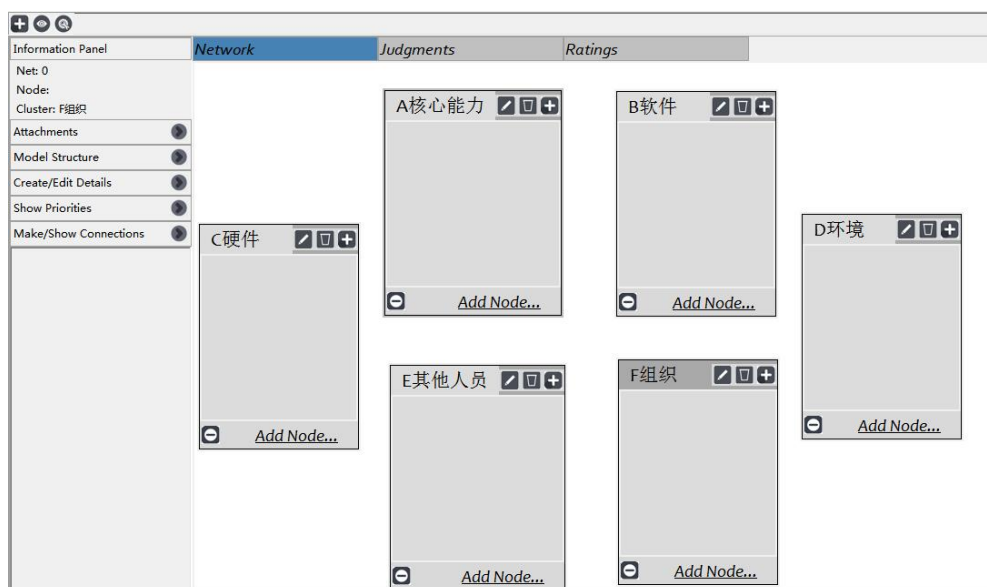 Information Panel
Network
Judgments
Ratings
Net: 0
Node:
Cluster: F组织
Attachments
Model Structure
Create/Edit Details
Show Priorities
Make/Show Connections
A核心能力
Add Node...
B软件
Add Node...
C硬件
Add Node...
D环境
Add Node...
E其他人员
Add Node...
F组织
Add Node...